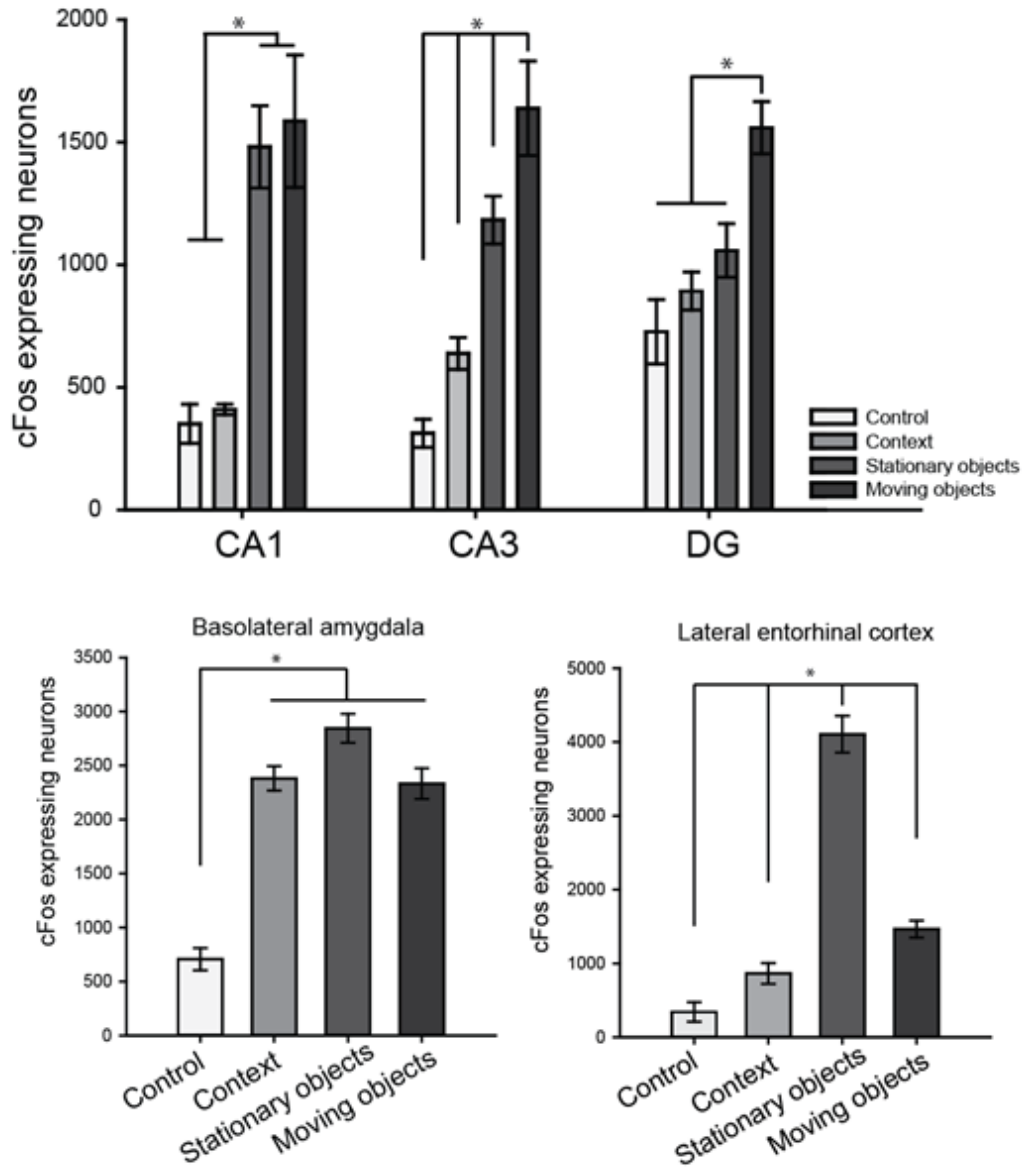 cFos expressing neurons
2000
1500
1000
500
0
*
*
*
CA1
CA3
DG
Control
Context
Stationary objects
Moving objects
Basolateral amygdala
cFos expressing neurons
3500
3000
2500
2000
1500
1000
500
0
*
Control
Context
Stationary objects
Moving objects
Lateral entorhinal cortex
cFos expressing neurons
5000
4000
3000
2000
1000
0
*
Control
Context
Stationary objects
Moving objects